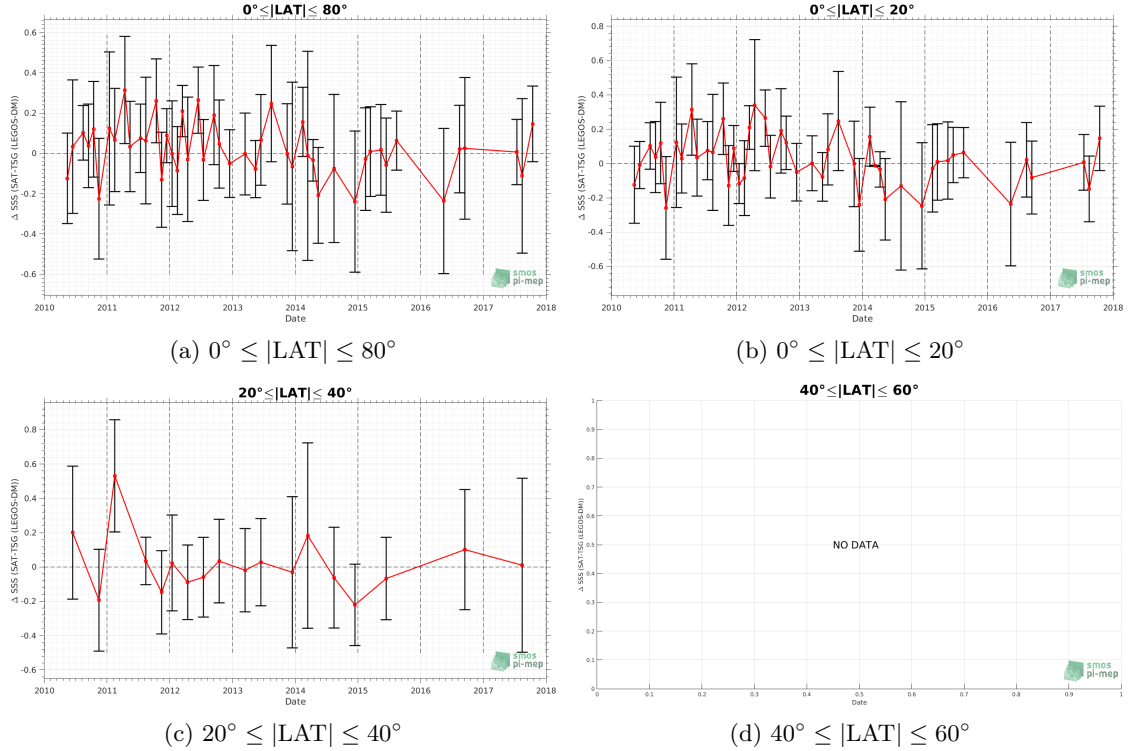 0°≤|LAT|≤ 80°
Δ SSS (SAT-TSG (LEGOS-DM))
0.6
0.4
0.2
0
-0.2
-0.4
-0.6
2010 2011 2012 2013 2014 2015 2016 2017 2018
Date
smos
pi-mep
(a) 0° ≤ |LAT| ≤ 80°
0°≤|LAT|≤ 20°
Δ SSS (SAT-TSG (LEGOS-DM))
0.8
0.6
0.4
0.2
0
-0.2
-0.4
-0.6
2010 2011 2012 2013 2014 2015 2016 2017 2018
Date
smos
pi-mep
(b) 0° ≤ |LAT| ≤ 20°
20°≤|LAT|≤ 40°
Δ SSS (SAT-TSG (LEGOS-DM))
0.8
0.6
0.4
0.2
0
-0.2
-0.4
-0.6
2010 2011 2012 2013 2014 2015 2016 2017 2018
Date
smos
pi-mep
(c) 20° ≤ |LAT| ≤ 40°
40°≤|LAT|≤ 60°
Δ SSS (SAT-TSG (LEGOS-DM))
1
0.9
0.8
0.7
0.6
0.5
0.4
0.3
0.2
0.1
0
NO DATA
0 0.1 0.2 0.3 0.4 0.5 0.6 0.7 0.8 0.9 1
Date
smos
pi-mep
(d) 40° ≤ |LAT| ≤ 60°